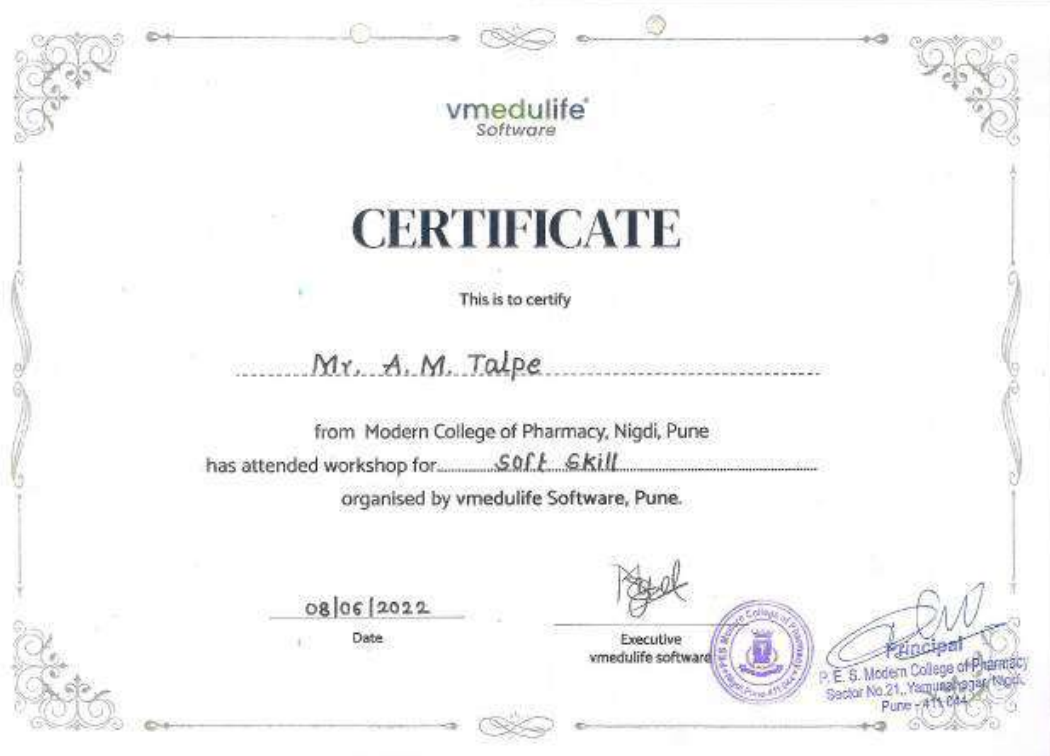 vmedulife®
Software
CERTIFICATE
This is to certify
Mr. A. M. Talpe
from Modern College of Pharmacy, Nigdi, Pune
has attended workshop for Soft Skill
organised by vmedulife Software, Pune.
08/06/2022
Date
Executive
vmedulife software
Principal
P. E. S. Modern College of Pharmacy
Sector No.21, Yamunanagar, Nigdi,
Pune - 411 044